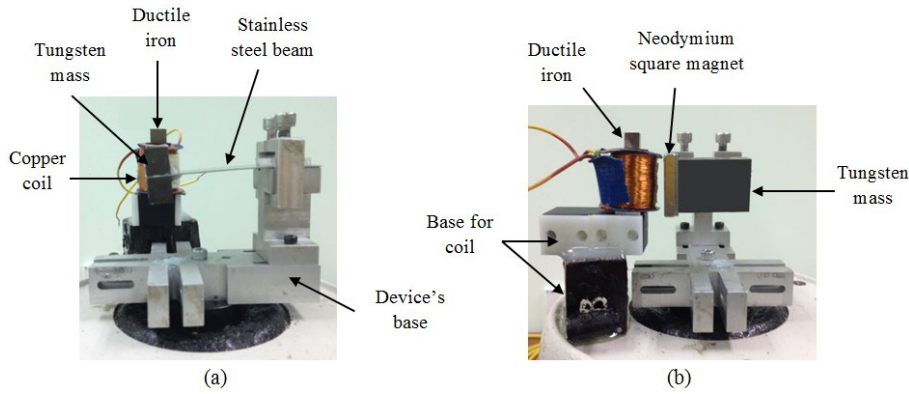 Ductile
iron
Stainless
steel beam
Tungsten
mass
Copper
coil
Device's
base
(a)
Neodymium
square magnet
Ductile
iron
Tungsten
mass
Base for
coil
(b)